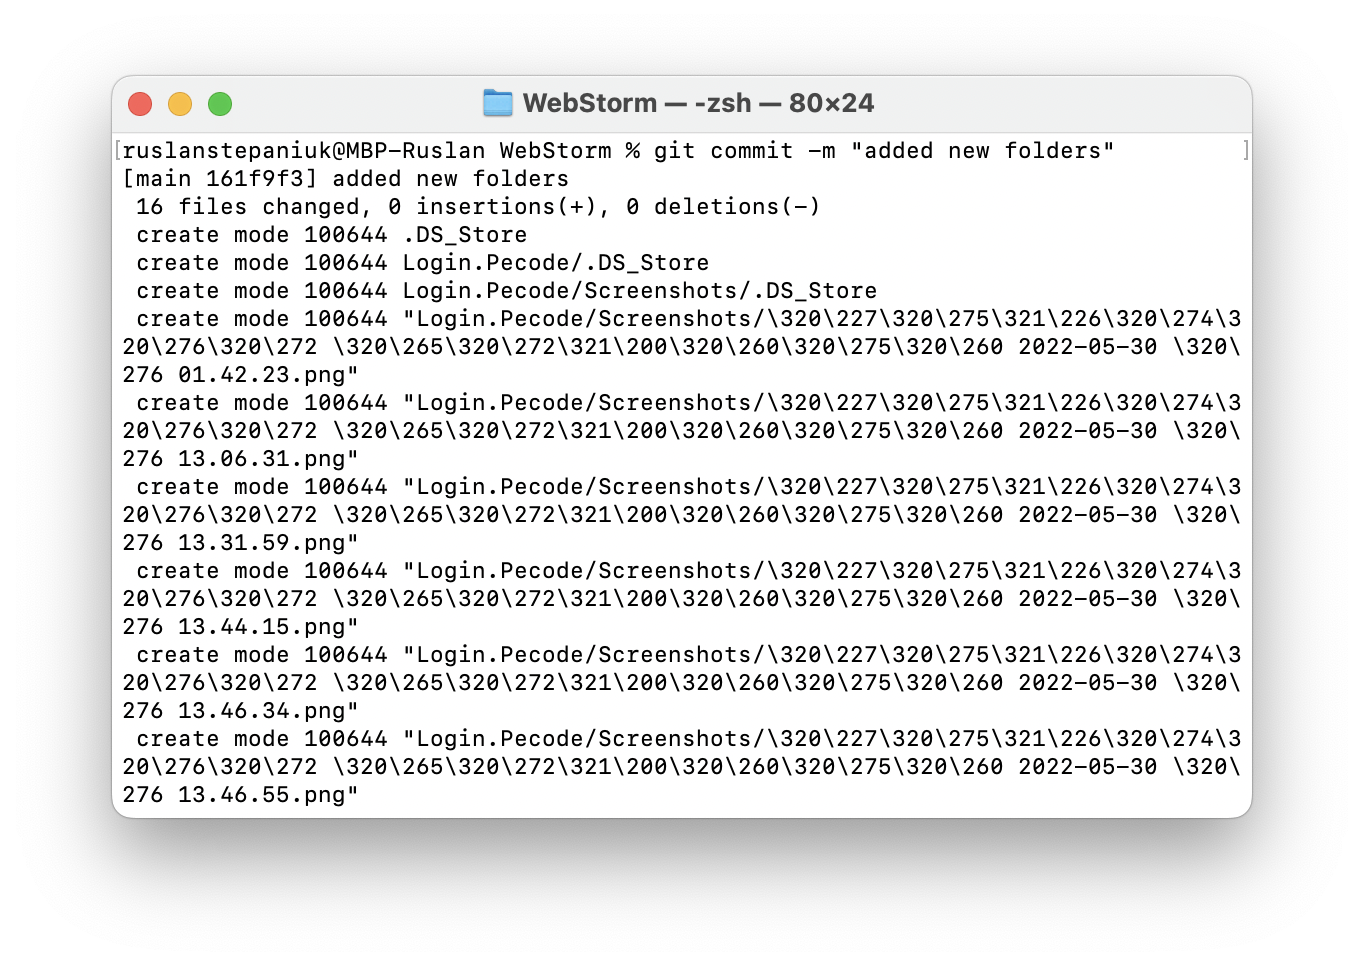 WebStorm — -zsh — 80×24
[ruslanstepaniuk@MBP-Ruslan WebStorm % git commit -m "added new folders" ]
[main 161f9f3] added new folders
 16 files changed, 0 insertions(+), 0 deletions(-)
 create mode 100644 .DS_Store
 create mode 100644 Login.Pecode/.DS_Store
 create mode 100644 Login.Pecode/Screenshots/.DS_Store
 create mode 100644 "Login.Pecode/Screenshots/\320\227\320\275\321\226\320\274\3
20\276\320\272 \320\265\320\272\321\200\320\260\320\275\320\260 2022-05-30 \320\
276 01.42.23.png"
 create mode 100644 "Login.Pecode/Screenshots/\320\227\320\275\321\226\320\274\3
20\276\320\272 \320\265\320\272\321\200\320\260\320\275\320\260 2022-05-30 \320\
276 13.06.31.png"
 create mode 100644 "Login.Pecode/Screenshots/\320\227\320\275\321\226\320\274\3
20\276\320\272 \320\265\320\272\321\200\320\260\320\275\320\260 2022-05-30 \320\
276 13.31.59.png"
 create mode 100644 "Login.Pecode/Screenshots/\320\227\320\275\321\226\320\274\3
20\276\320\272 \320\265\320\272\321\200\320\260\320\275\320\260 2022-05-30 \320\
276 13.44.15.png"
 create mode 100644 "Login.Pecode/Screenshots/\320\227\320\275\321\226\320\274\3
20\276\320\272 \320\265\320\272\321\200\320\260\320\275\320\260 2022-05-30 \320\
276 13.46.34.png"
 create mode 100644 "Login.Pecode/Screenshots/\320\227\320\275\321\226\320\274\3
20\276\320\272 \320\265\320\272\321\200\320\260\320\275\320\260 2022-05-30 \320\
276 13.46.55.png"